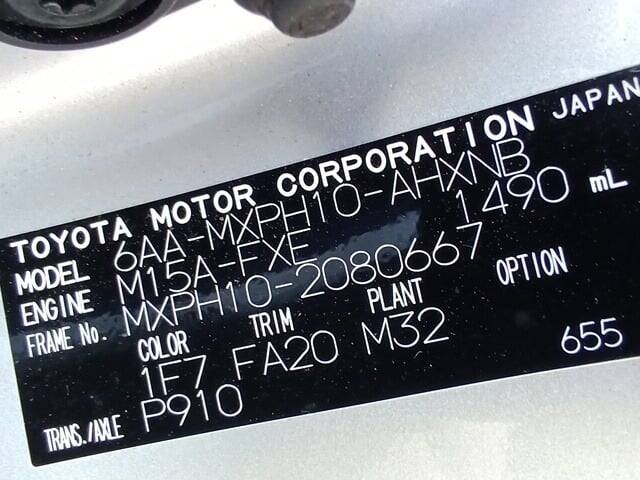 TOYOTA MOTOR CORPORATION JAPAN
MODEL 6AA-MXPH10-AHXNB
ENGINE M15A-FXE 1490 mL
FRAME No. MXPH10-2080667
COLOR TRIM PLANT OPTION
1F7 FA20 M32
TRANS./AXLE P910 655